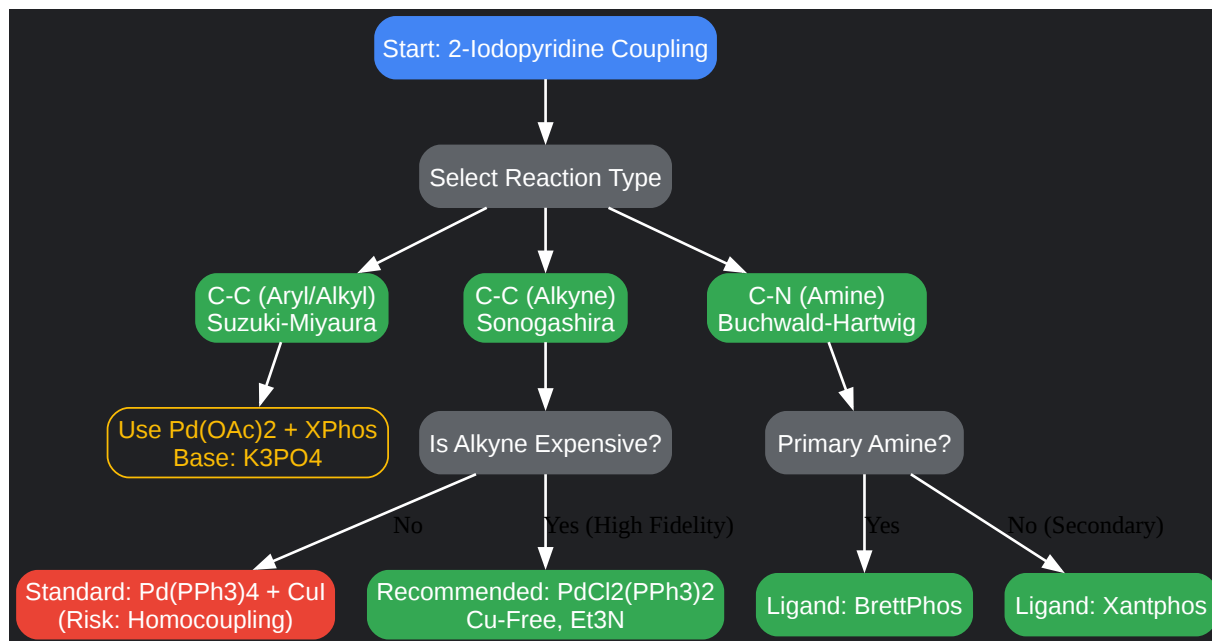 Start: 2-Iodopyridine Coupling
Select Reaction Type
C-C (Aryl/Alkyl)
Suzuki-Miyaura
C-C (Alkyne)
Sonogashira
C-N (Amine)
Buchwald-Hartwig
Use Pd(OAc)2 + XPhos
Base: K3PO4
Is Alkyne Expensive?
Primary Amine?
No
Yes (High Fidelity)
Yes
No (Secondary)
Standard: Pd(PPh3)4 + CuI
(Risk: Homocoupling)
Recommended: PdCl2(PPh3)2
Cu-Free, Et3N
Ligand: BrettPhos
Ligand: Xantphos